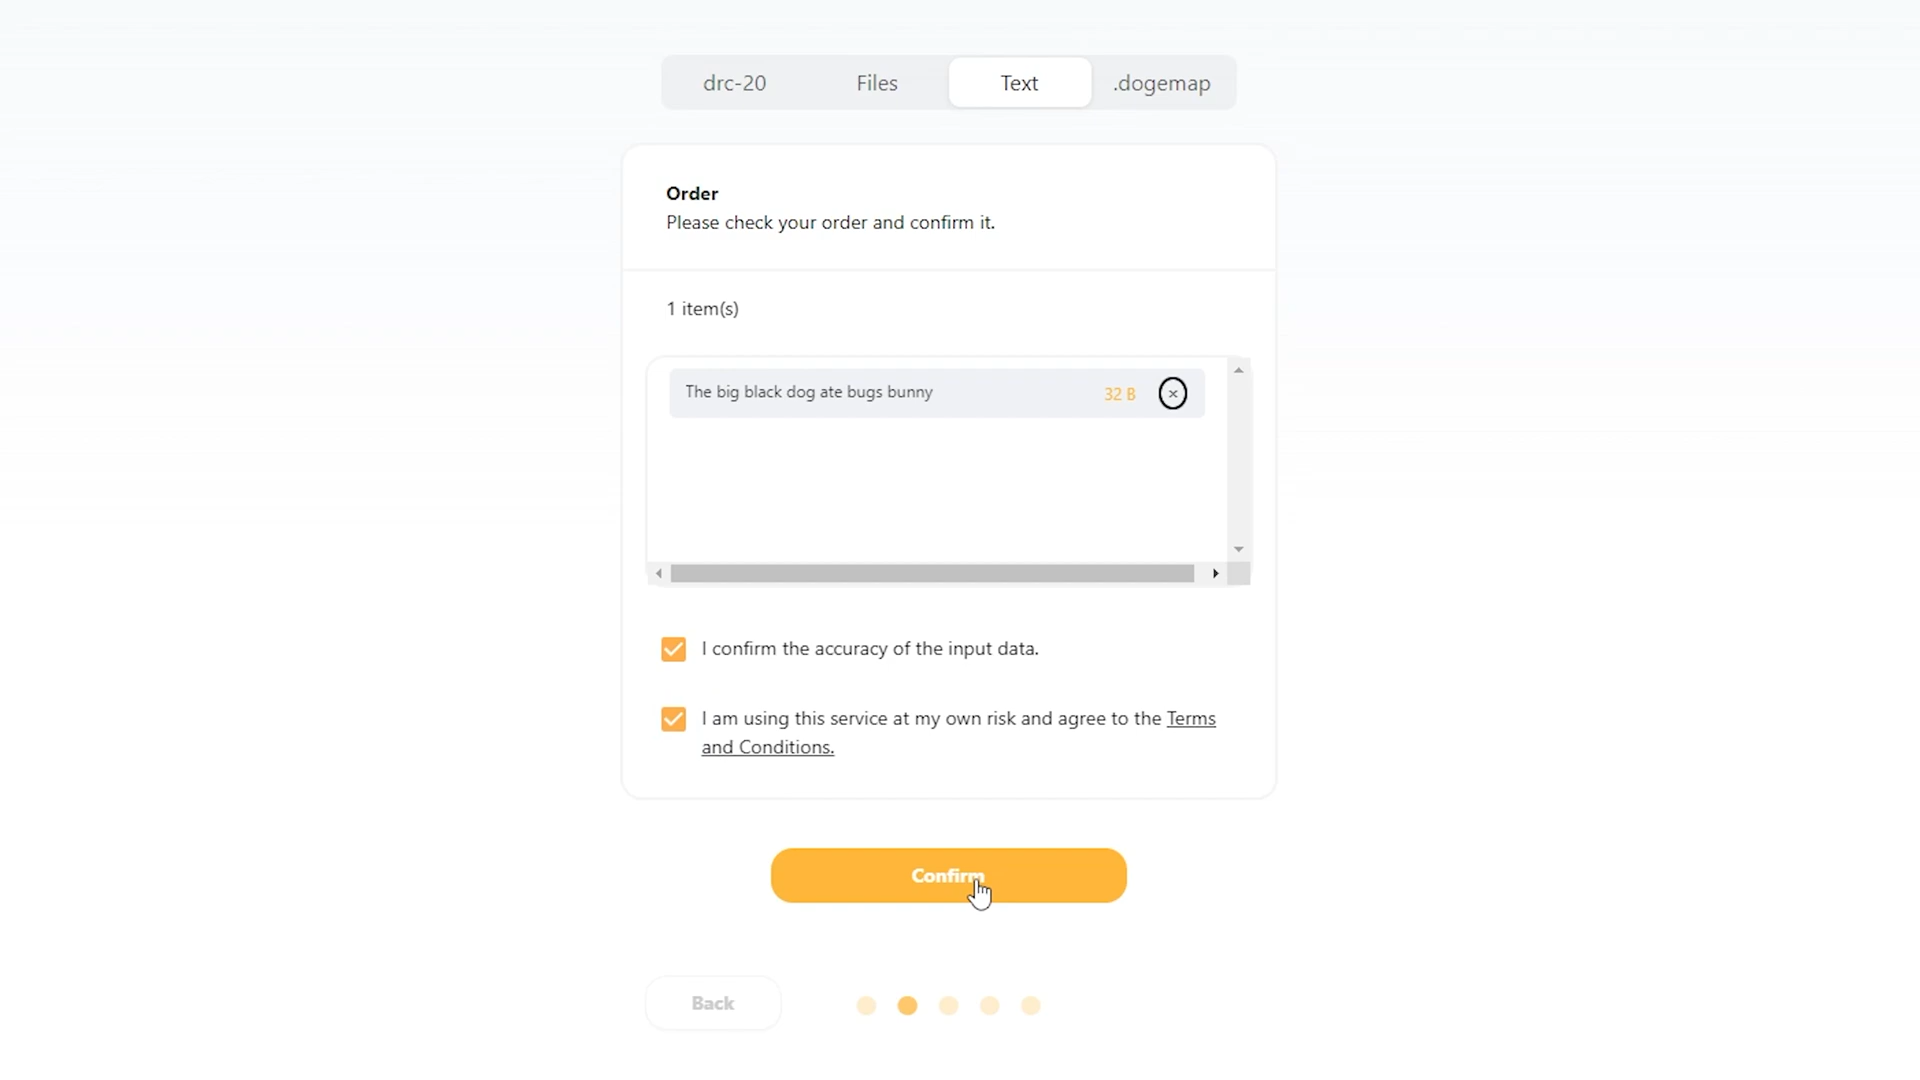 drc-20 Files Text .dogemap
Order
Please check your order and confirm it.
1 item(s)
The big black dog ate bugs bunny 32 B
I confirm the accuracy of the input data.
I am using this service at my own risk and agree to the Terms
and Conditions.
Confirm
Back